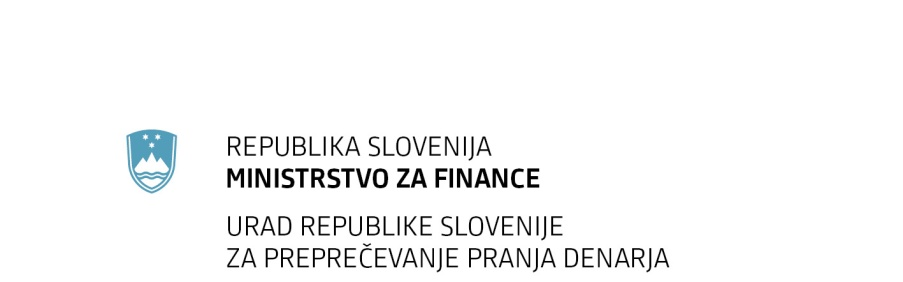 REPUBLIKA SLOVENIJA
MINISTRSTVO ZA FINANCE
URAD REPUBLIKE SLOVENIJE
ZA PREPREČEVANJE PRANJA DENARJA